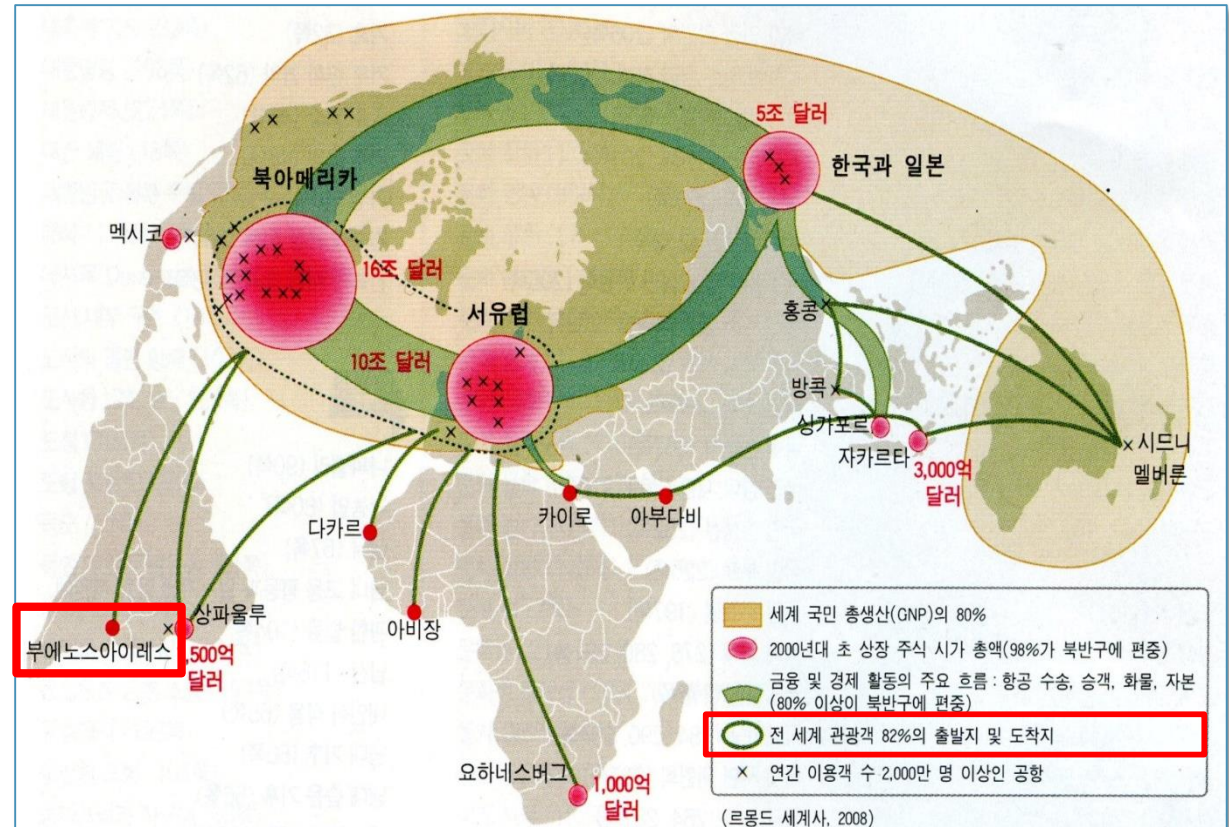 5조 달러
한국과 일본
북아메리카
멕시코
16조 달러
서유럽
10조 달러
홍콩
방콕
싱가포르
자카르타
3,000억
달러
시드니
멜버른
카이로
아부다비
다카르
아비장
상파울루
부에노스아이레스
,500억
달러
요하네스버그
1,000억
달러
세계 국민 총생산(GNP)의 80%
2000년대 초 상장 주식 시가 총액(98%가 북반구에 편중)
금융 및 경제 활동의 주요 흐름 : 항공 수송, 승객, 화물, 자본
(80% 이상이 북반구에 편중)
전 세계 관광객 82%의 출발지 및 도착지
연간 이용객 수 2,000만 명 이상인 공항
(르몽드 세계사, 2008)